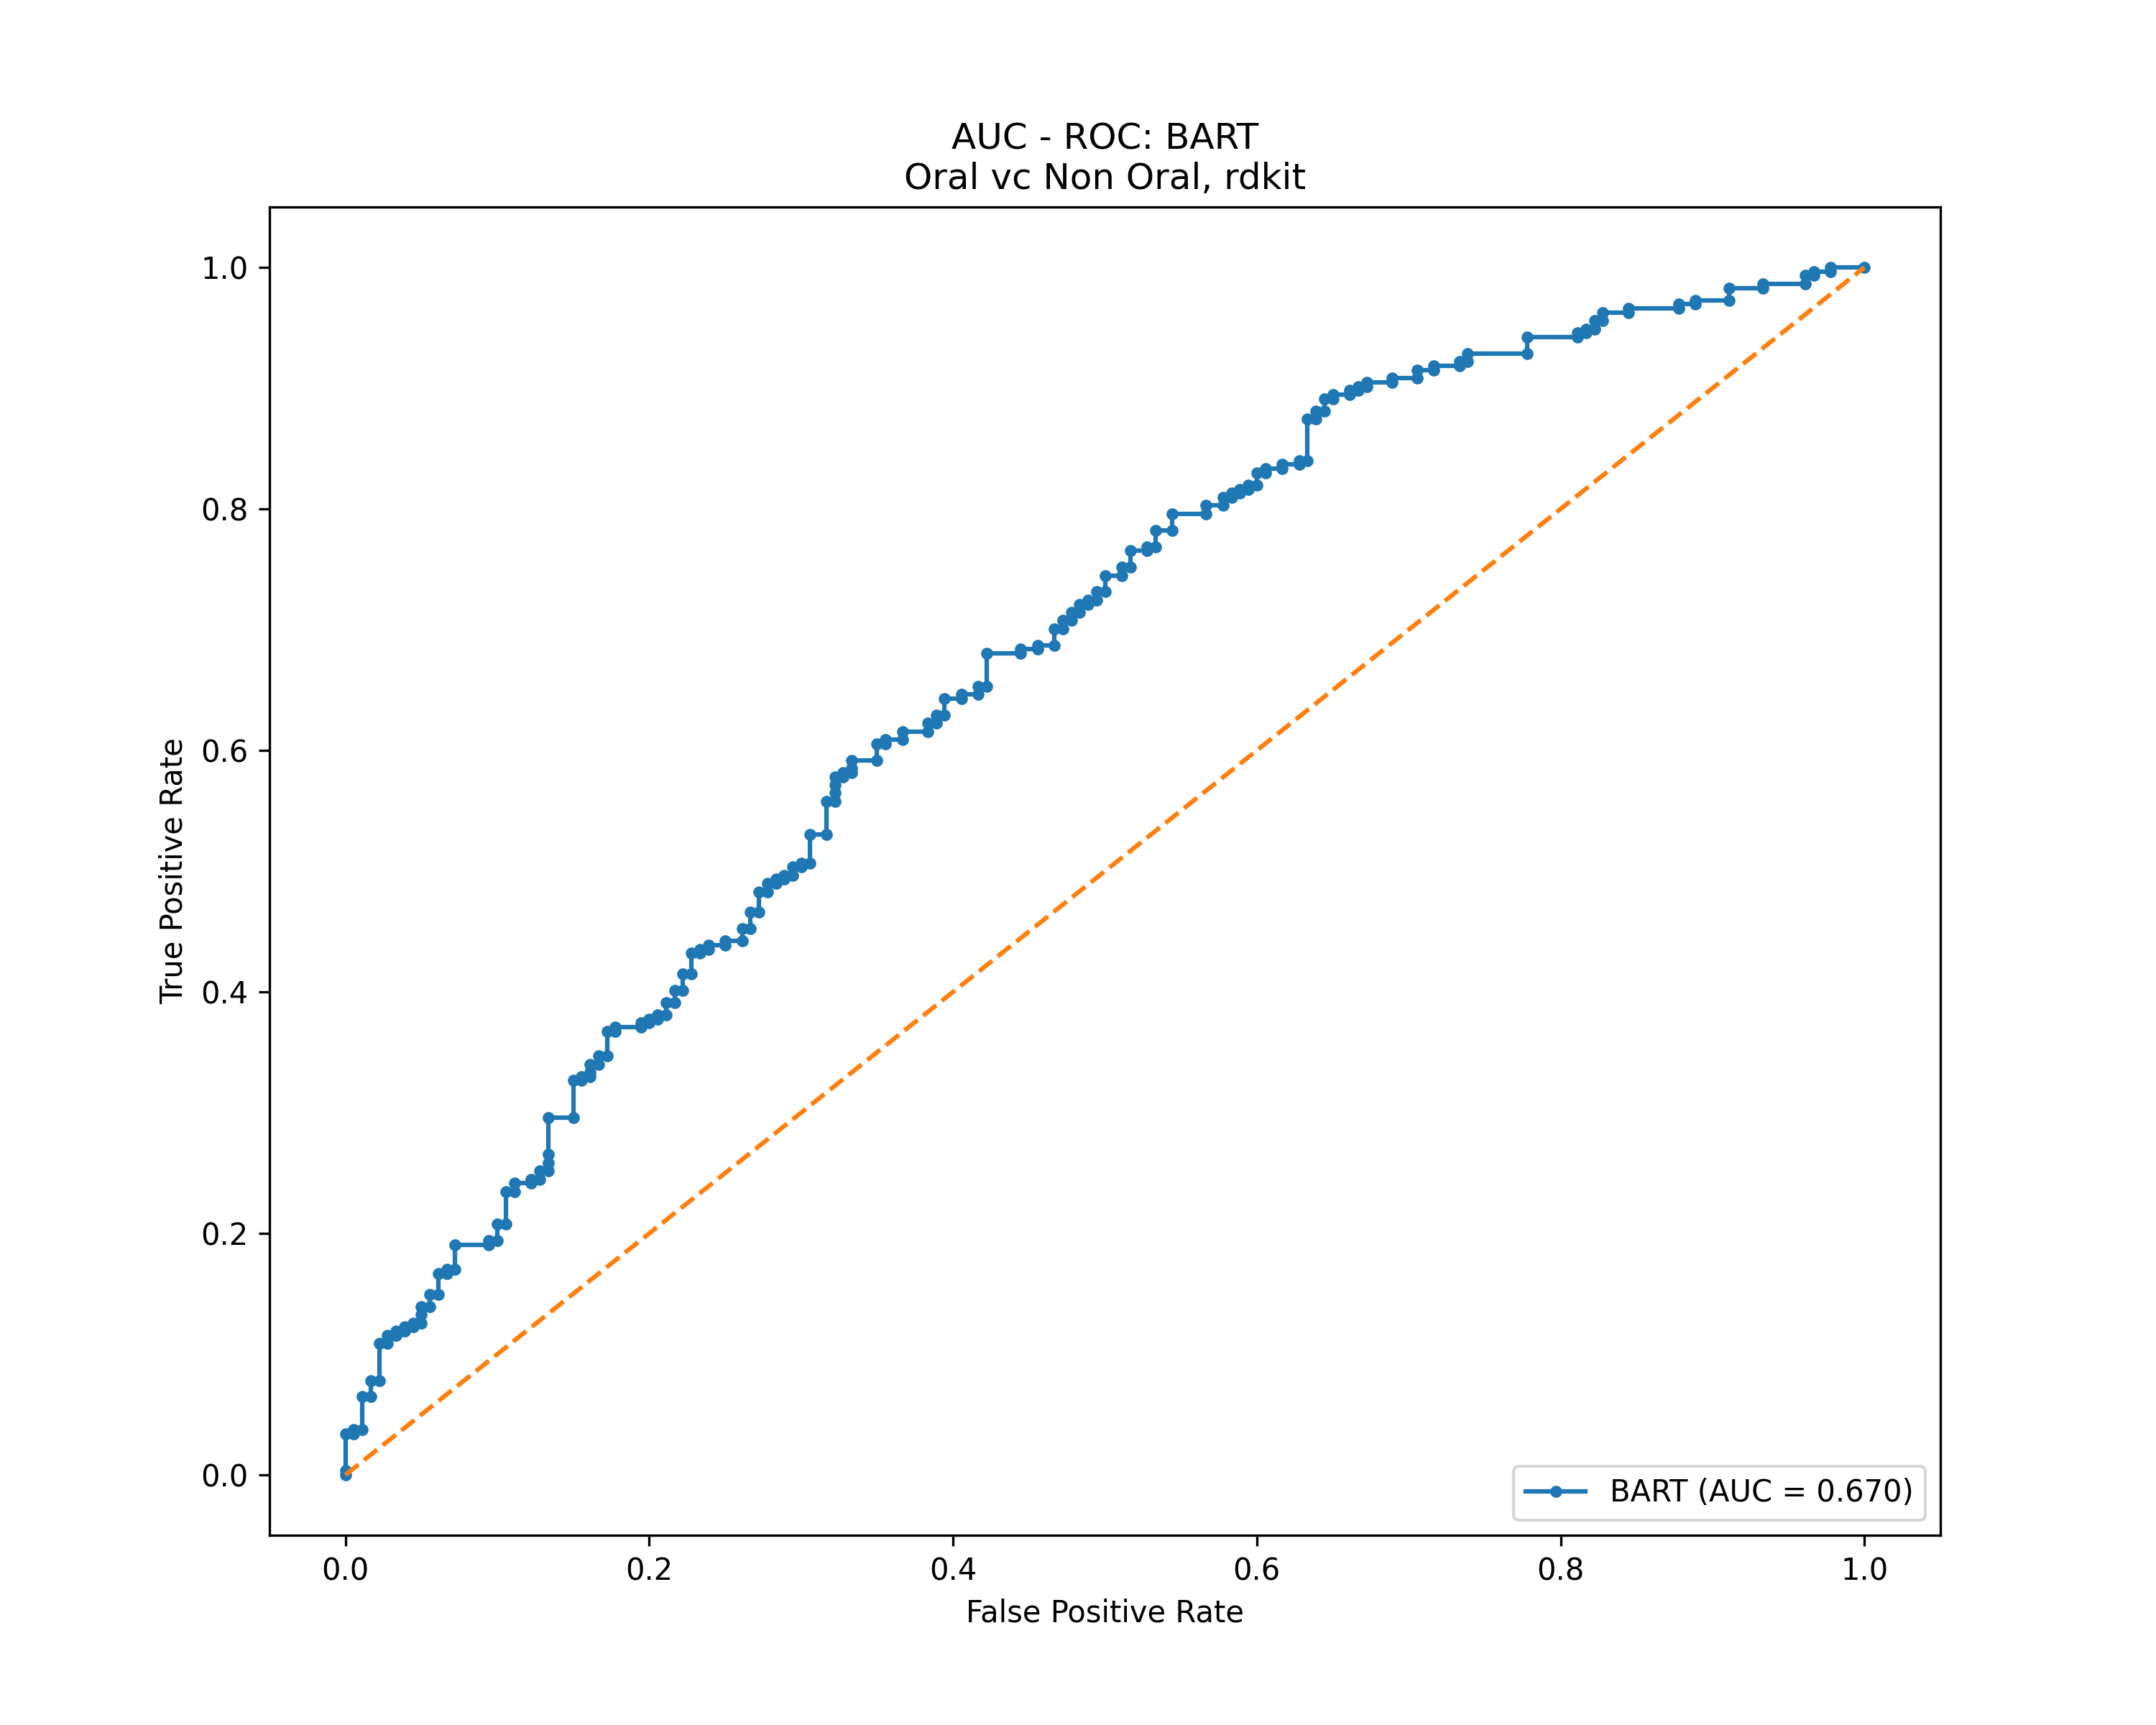 AUC - ROC: BART
Oral vc Non Oral, rdkit
True Positive Rate
1.0
0.8
0.6
0.4
0.2
0.0
BART (AUC = 0.670)
0.0 0.2 0.4 0.6 0.8 1.0
False Positive Rate